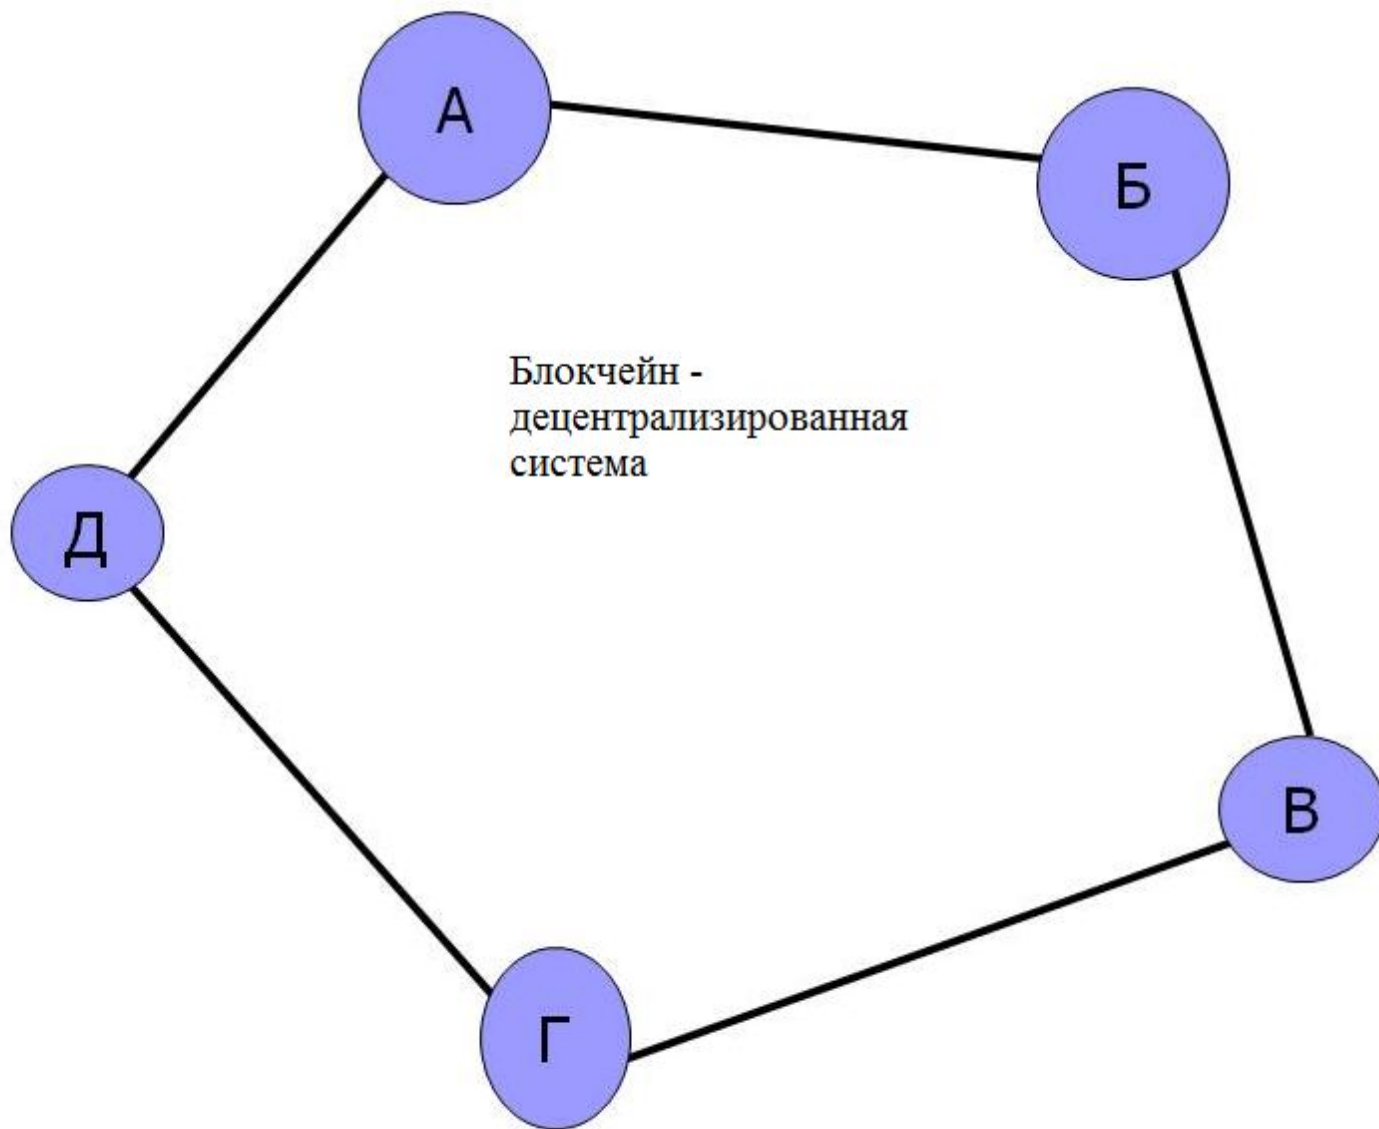 А
Б
Блокчейн -
децентрализированная
система
Д
В
Г